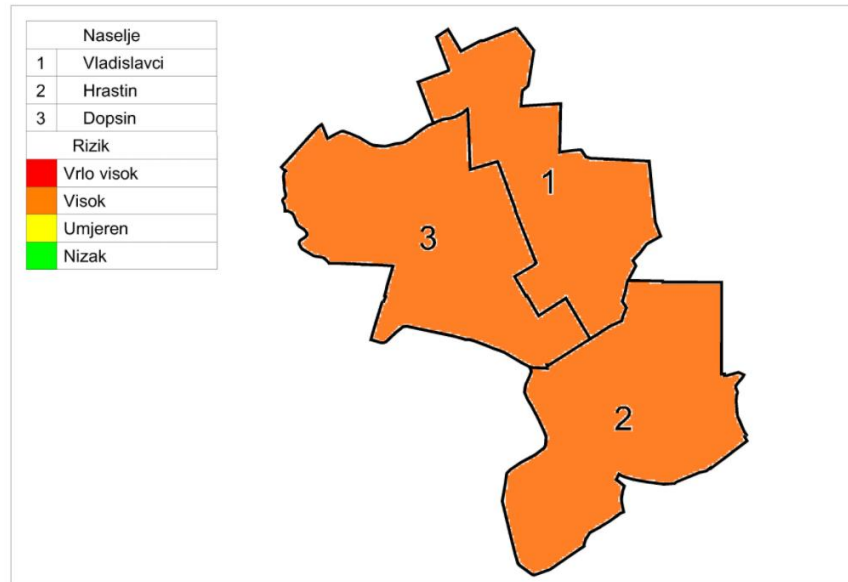 Naselje
1 Vladislavci
2 Hrastin
3 Dopsin
Rizik
Vrlo visok
Visok
Umjeren
Nizak
1
3
2